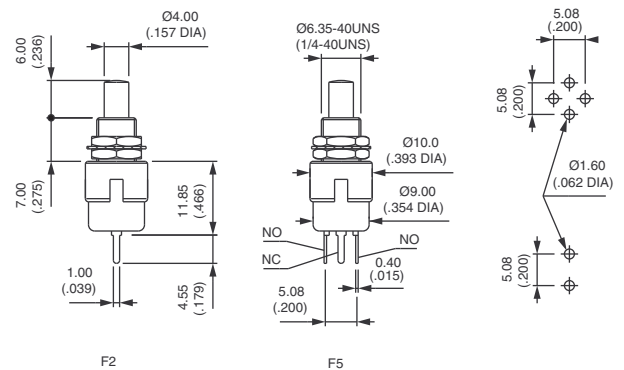 Ø4.00
(.157 DIA)
6.00
(.236)
7.00
(.275)
11.85
(.466)
1.00
(.039)
4.55
(.179)
F2
Ø6.35-40UNS
(1/4-40UNS)
Ø10.0
(.393 DIA)
Ø9.00
(.354 DIA)
NO
NC
NO
0.40
(.015)
5.08
(.200)
F5
5.08
(.200)
5.08
(.200)
Ø1.60
(.062 DIA)
5.08
(.200)